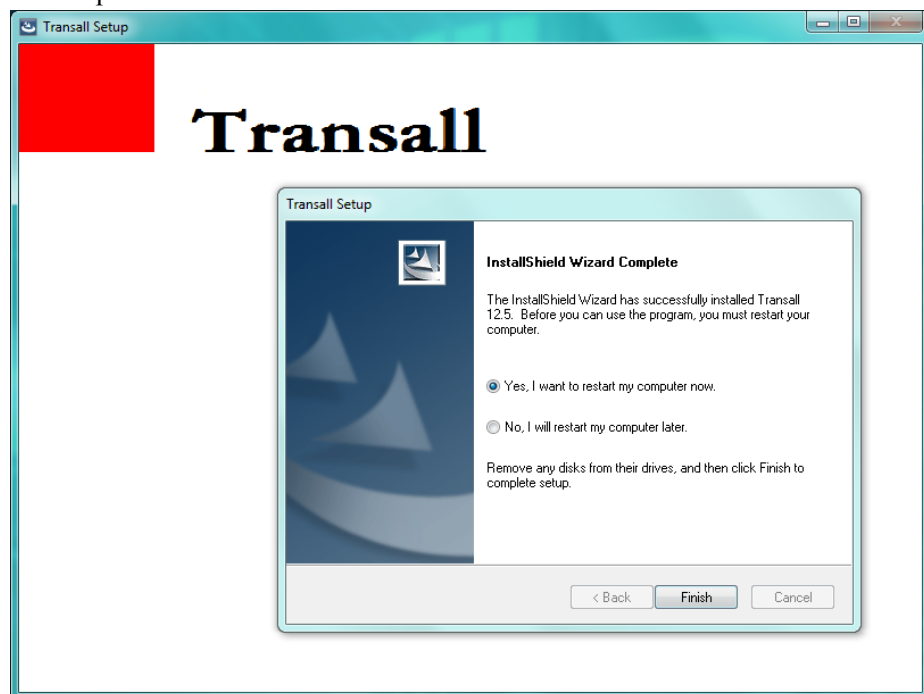 Transall Setup
Transall
Transall Setup
InstallShield Wizard Complete
The InstallShield Wizard has successfully installed Transall
12.5. Before you can use the program, you must restart your
computer.
Yes, I want to restart my computer now.
No, I will restart my computer later.
Remove any disks from their drives, and then click Finish to
complete setup.
< Back
Finish
Cancel